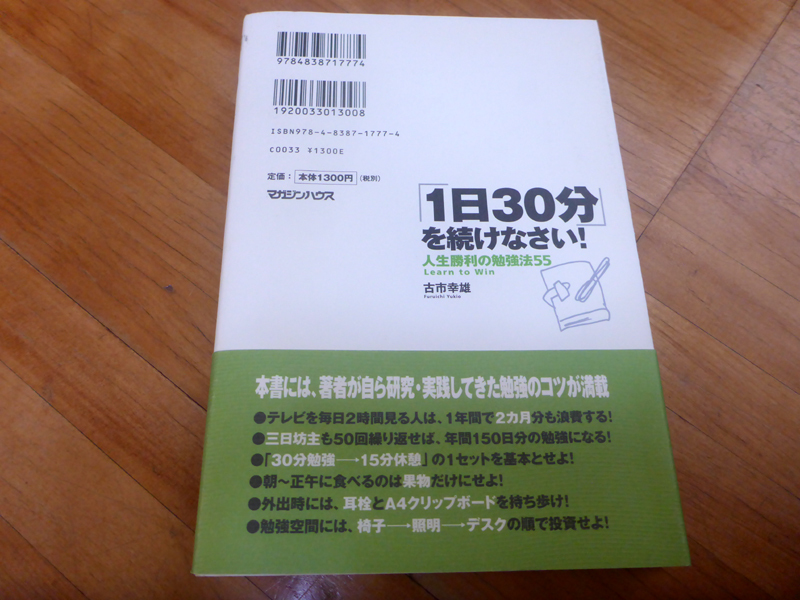 9784838717774
1920033013008
ISBN978-4-8387-1777-4
C0033 ¥1300E
定価：本体1300円（税別）
マガジンハウス
「1日30分」
を続けなさい！
人生勝利の勉強法55
Learn to Win
古市幸雄
Furuichi Yukio
本書には、著者が自ら研究・実践してきた勉強のコツが満載
●テレビを毎日2時間見る人は、1年間で2カ月分も浪費する！
●三日坊主も50回繰り返せば、年間150日分の勉強になる！
●「30分勉強→15分休憩」の1セットを基本とせよ！
●朝〜正午に食べるのは果物だけにせよ！
●外出時には、耳栓とA4クリップボードを持ち歩け！
●勉強空間には、椅子→照明→デスクの順で投資せよ！